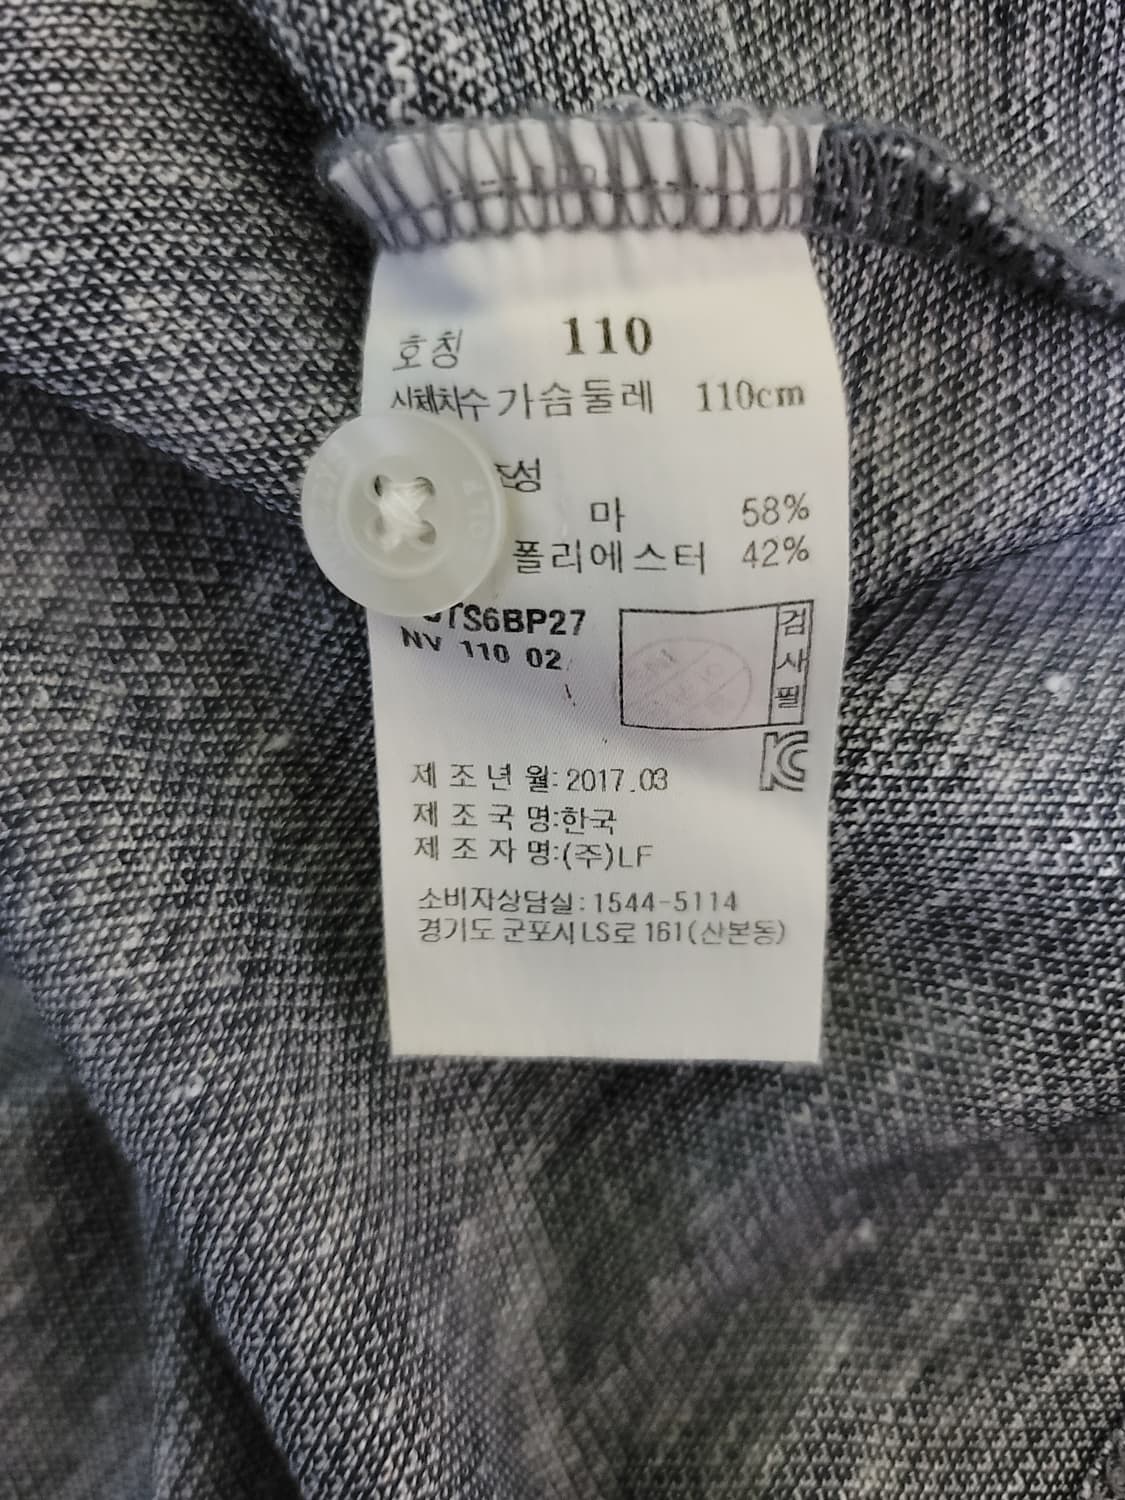 호칭 110
신체치수 가슴둘레 110cm
성
마 58%
폴리에스터 42%
TS6BP27
NV 110 02
검사필
KC
제조년월: 2017.03
제조국명:한국
제조자명:(주)LF
소비자상담실:1544-5114
경기도 군포시 LS로 161(산본동)